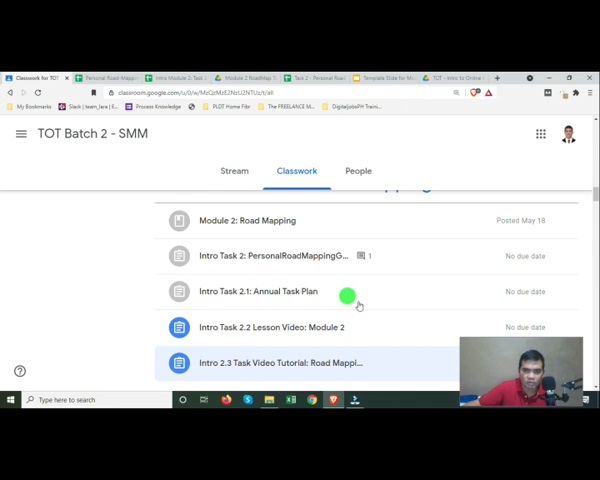 Classwork for TOT
Personal Road Mappin
Intro Module 2: Task
Module 2 RoadMap T
Task 2 - Personal Roa
Template Slide for M
TOT - Intro to Online
classroom.google.com/u/0/w/MzQzMzE2NzU2NTUz/t/all
My Bookmarks
Slack | team_lara |
Process Knowledge
PLDT Home Fibr
The FREELANCE M...
DigitaljobsPH Traini...
TOT Batch 2 - SMM
Stream
Classwork
People
Module 2: Road Mapping
Posted May 18
Intro Task 2: PersonalRoadMappingG...
1
No due date
Intro Task 2.1: Annual Task Plan
No due date
Intro Task 2.2 Lesson Video: Module 2
No due date
Intro 2.3 Task Video Tutorial: Road Mappi...
Type here to search